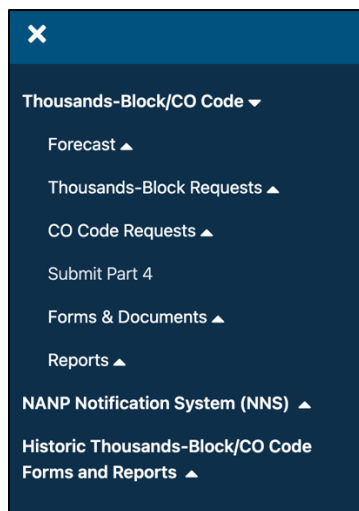 Thousands-Block/CO Code
Forecast
Thousands-Block Requests
CO Code Requests
Submit Part 4
Forms & Documents
Reports
NANP Notification System (NNS)
Historic Thousands-Block/CO Code
Forms and Reports